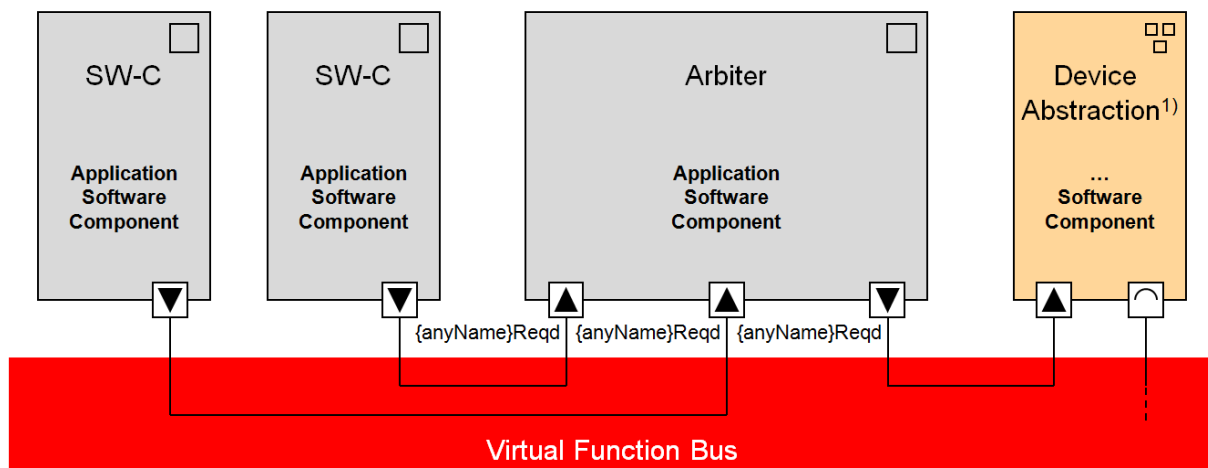 SW-C
Application
Software
Component
SW-C
Application
Software
Component
Arbiter
Application
Software
Component
Device
Abstraction1)
...
Software
Component
{anyName}Reqd
{anyName}Reqd
{anyName}Reqd
Virtual Function Bus